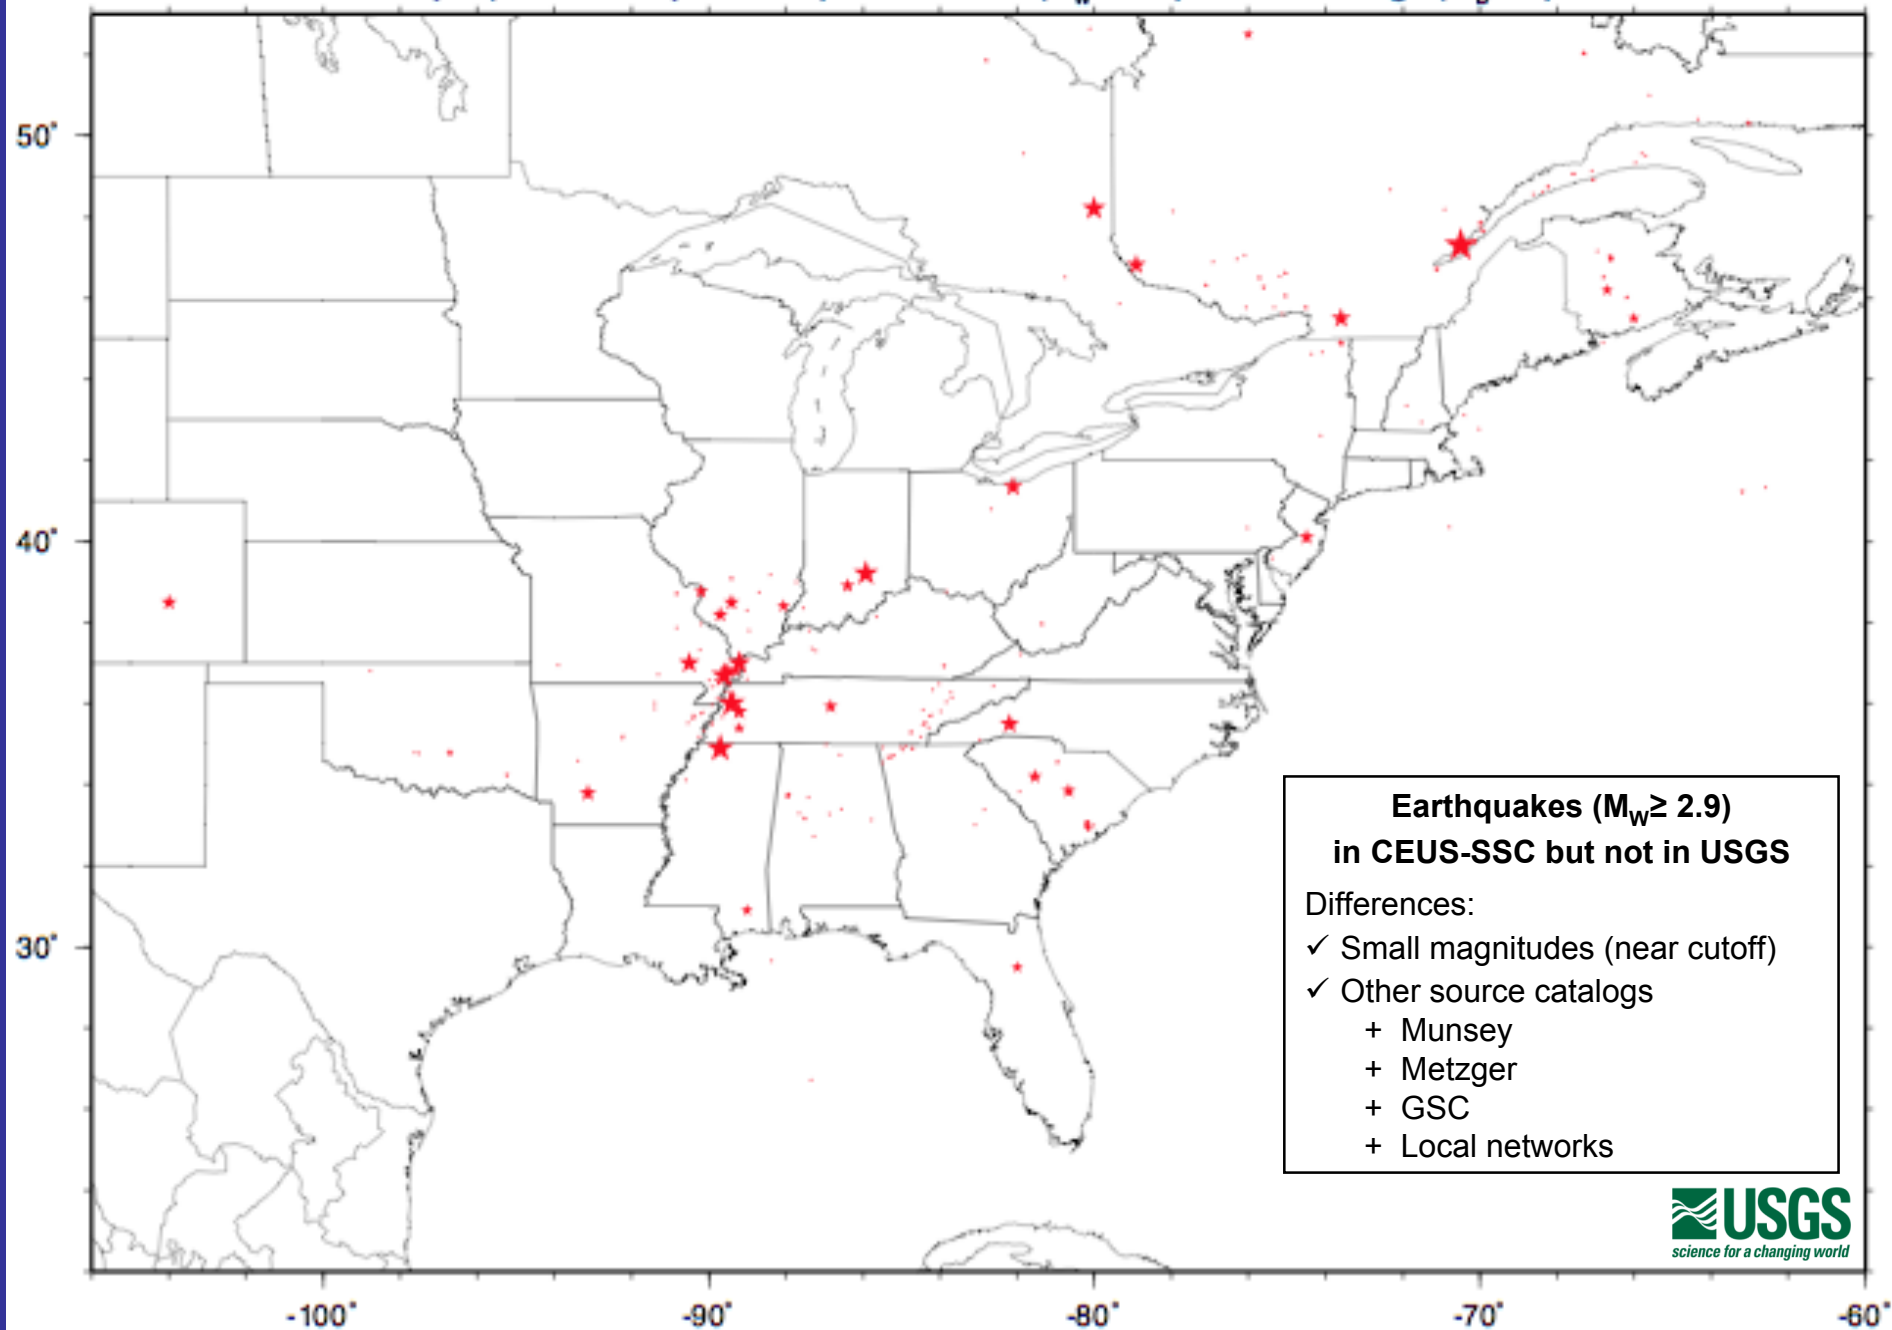 50°
40°
30°
Earthquakes (MW≥ 2.9)
in CEUS-SSC but not in USGS
Differences:
✓ Small magnitudes (near cutoff)
✓ Other source catalogs
+ Munsey
+ Metzger
+ GSC
+ Local networks
USGS
science for a changing world
-100° -90° -80° -70° -60°